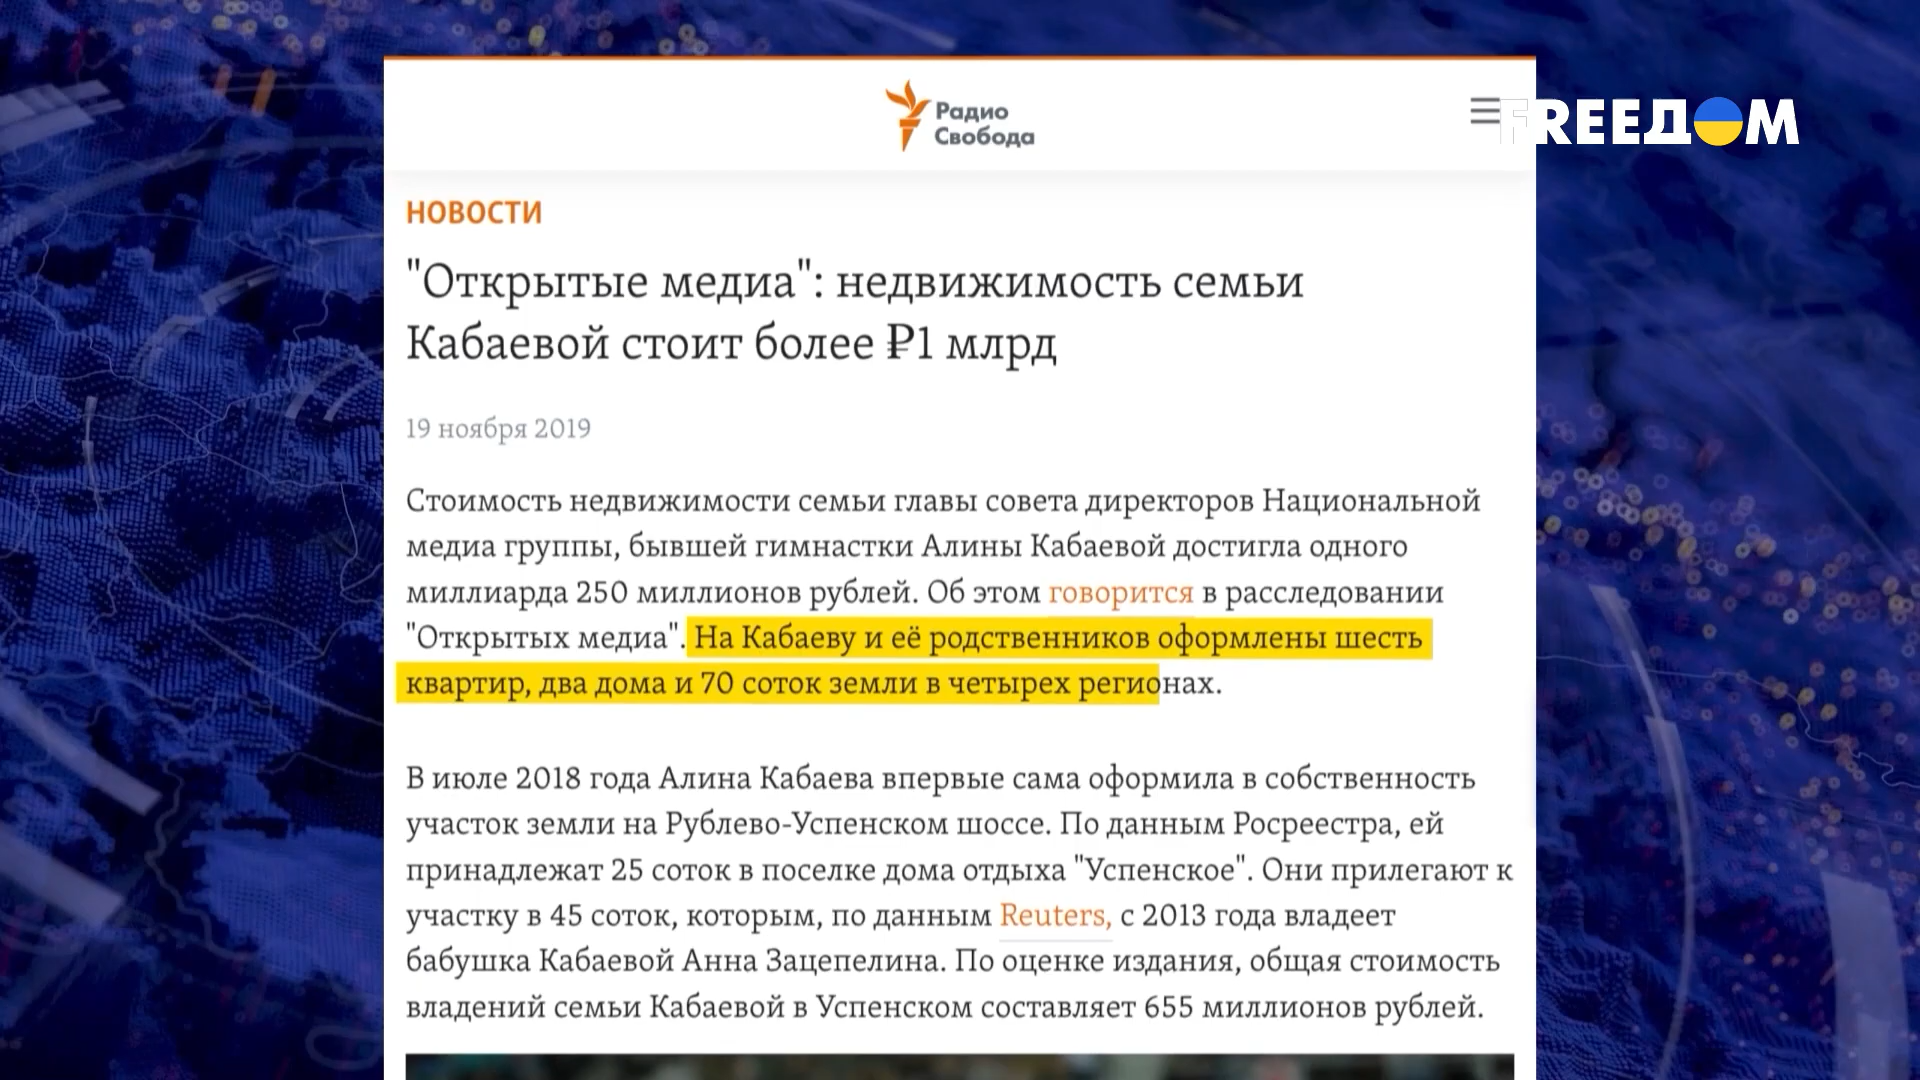 Радио
Свобода
FREEДOM
НОВОСТИ
"Открытые медиа": недвижимость семьи
Кабаевой стоит более ₽1 млрд
19 ноября 2019
Стоимость недвижимости семьи главы совета директоров Национальной
медиа группы, бывшей гимнастки Алины Кабаевой достигла одного
миллиарда 250 миллионов рублей. Об этом говорится в расследовании
"Открытых медиа". На Кабаеву и её родственников оформлены шесть
квартир, два дома и 70 соток земли в четырех регионах.
В июле 2018 года Алина Кабаева впервые сама оформила в собственность
участок земли на Рублево-Успенском шоссе. По данным Росреестра, ей
принадлежат 25 соток в поселке дома отдыха "Успенское". Они прилегают к
участку в 45 соток, которым, по данным Reuters, с 2013 года владеет
бабушка Кабаевой Анна Зацепелина. По оценке издания, общая стоимость
владений семьи Кабаевой в Успенском составляет 655 миллионов рублей.